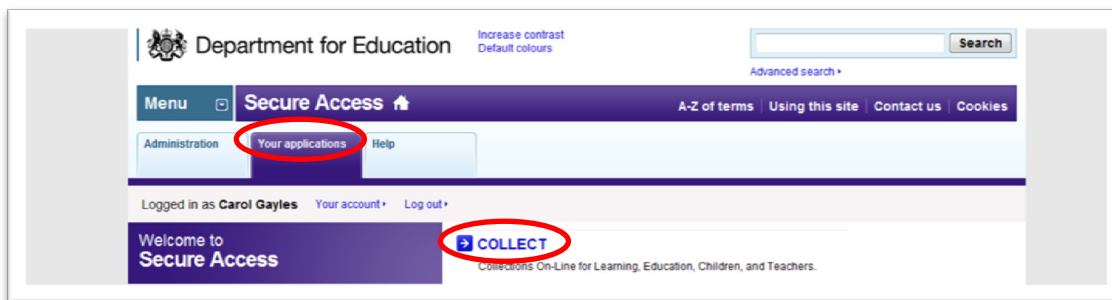 Department for Education
Increase contrast
Default colours
Search
Advanced search
Menu
Secure Access
A-Z of terms Using this site Contact us Cookies
Administration Your applications Help
Logged in as Carol Gayles Your account Log out
Welcome to
Secure Access
COLLECT
Collections On-Line for Learning, Education, Children, and Teachers.